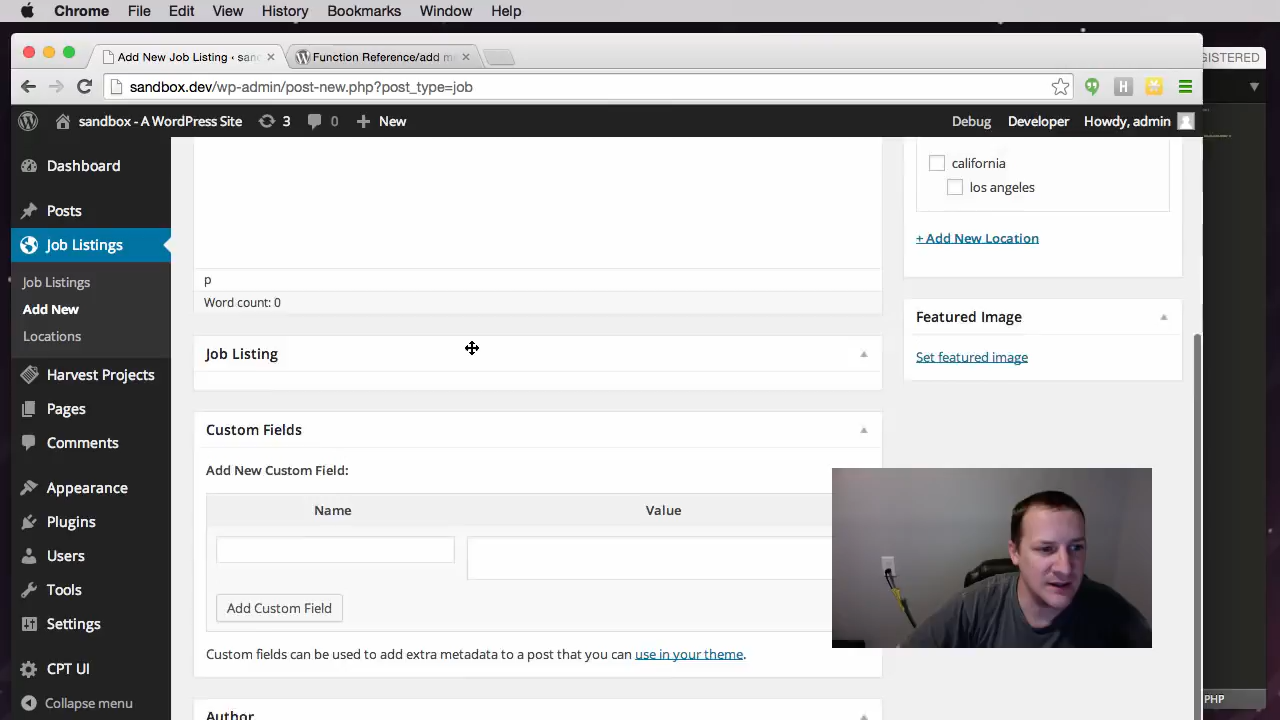 Chrome File Edit View History Bookmarks Window Help
Add New Job Listing ‹ san
Function Reference/add m
GISTERED
sandbox.dev/wp-admin/post-new.php?post_type=job
sandbox - A WordPress Site 3 0 + New Debug Developer Howdy, admin
Dashboard
Posts
Job Listings
Job Listings
Add New
Locations
Harvest Projects
Pages
Comments
Appearance
Plugins
Users
Tools
Settings
CPT UI
Collapse menu
p
Word count: 0
Job Listing
Custom Fields
Add New Custom Field:
Name Value
Add Custom Field
Custom fields can be used to add extra metadata to a post that you can use in your theme.
Author
california
los angeles
+ Add New Location
Featured Image
Set featured image
PHP